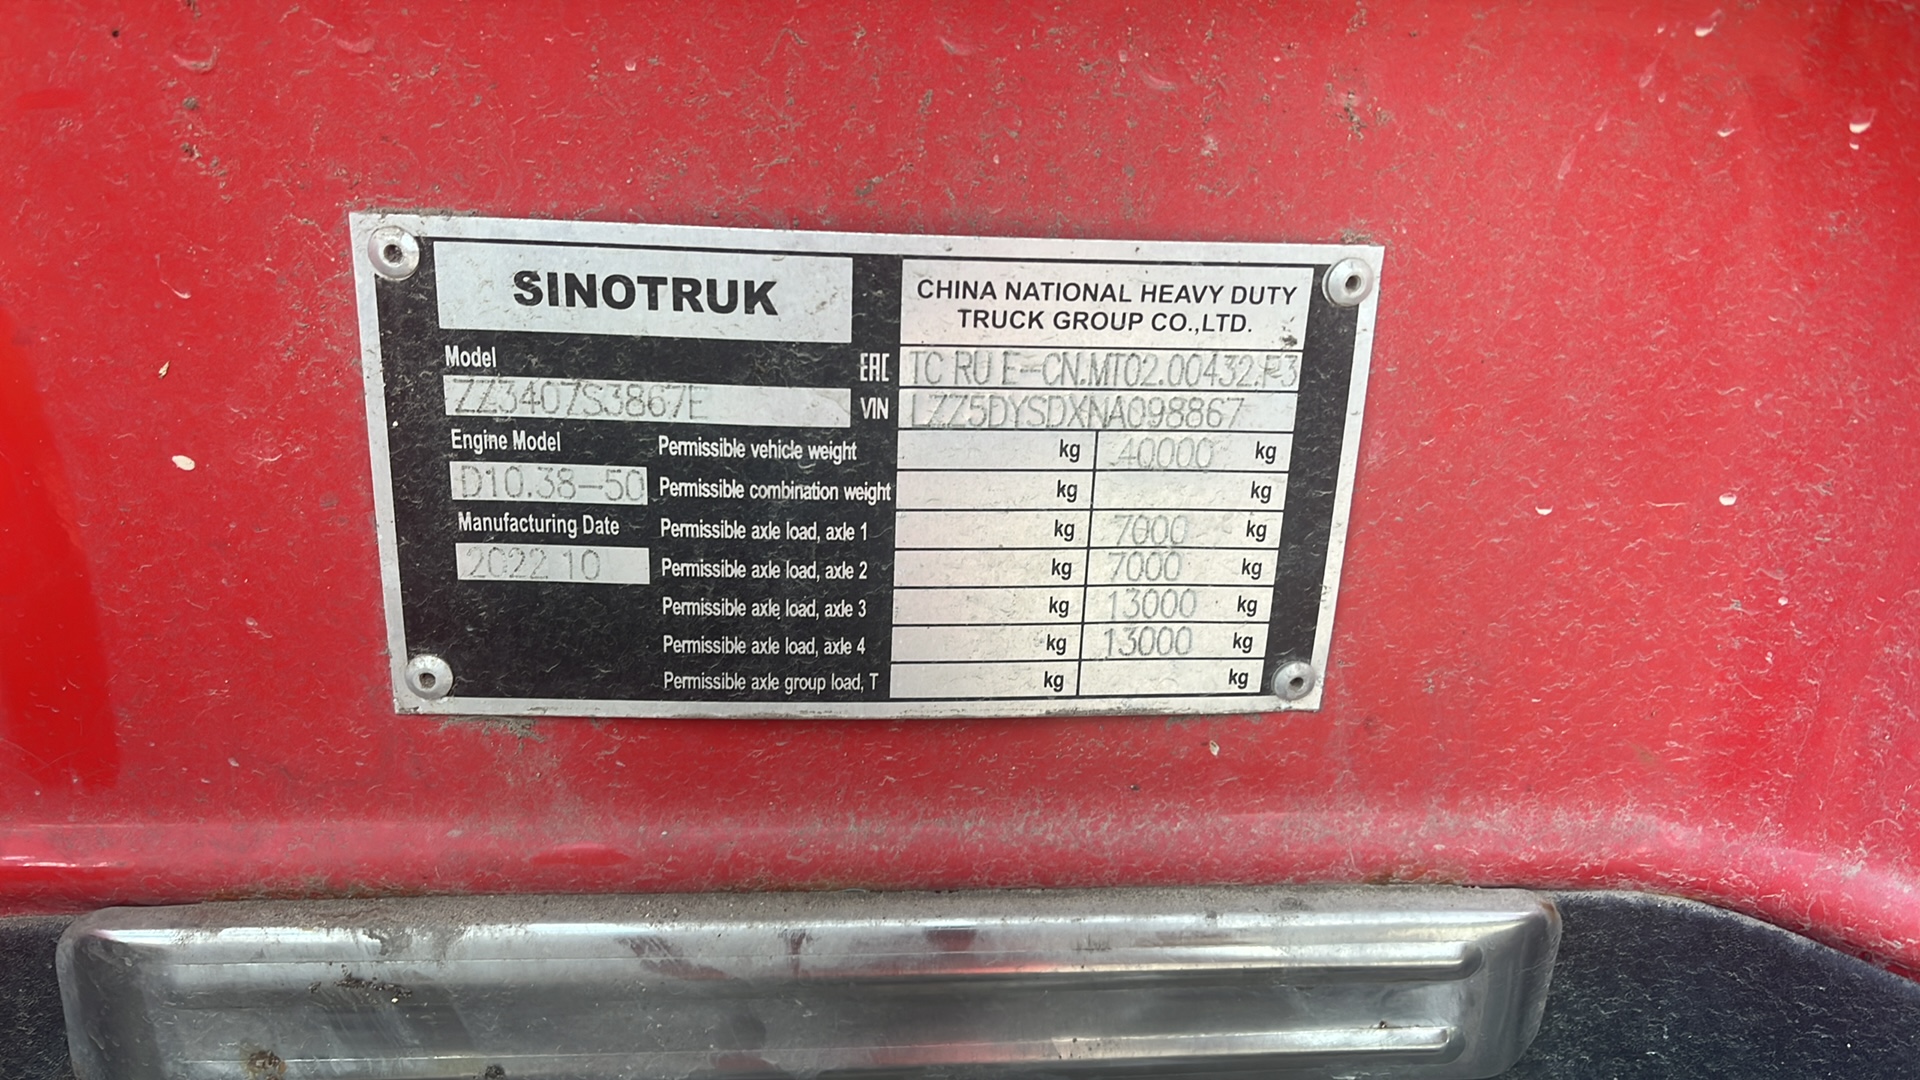 SINOTRUK
CHINA NATIONAL HEAVY DUTY
TRUCK GROUP CO.,LTD.
Model
EAC TC RU E-CN.MT02.00432.P3
ZZ3407S3867E
VIN LZZ5DYSDXNA098867
Engine Model
D10.38-50
Manufacturing Date
2022 10
Permissible vehicle weight kg 40000 kg
Permissible combination weight kg kg
Permissible axle load, axle 1 kg 7000 kg
Permissible axle load, axle 2 kg 7000 kg
Permissible axle load, axle 3 kg 13000 kg
Permissible axle load, axle 4 kg 13000 kg
Permissible axle group load, T kg kg